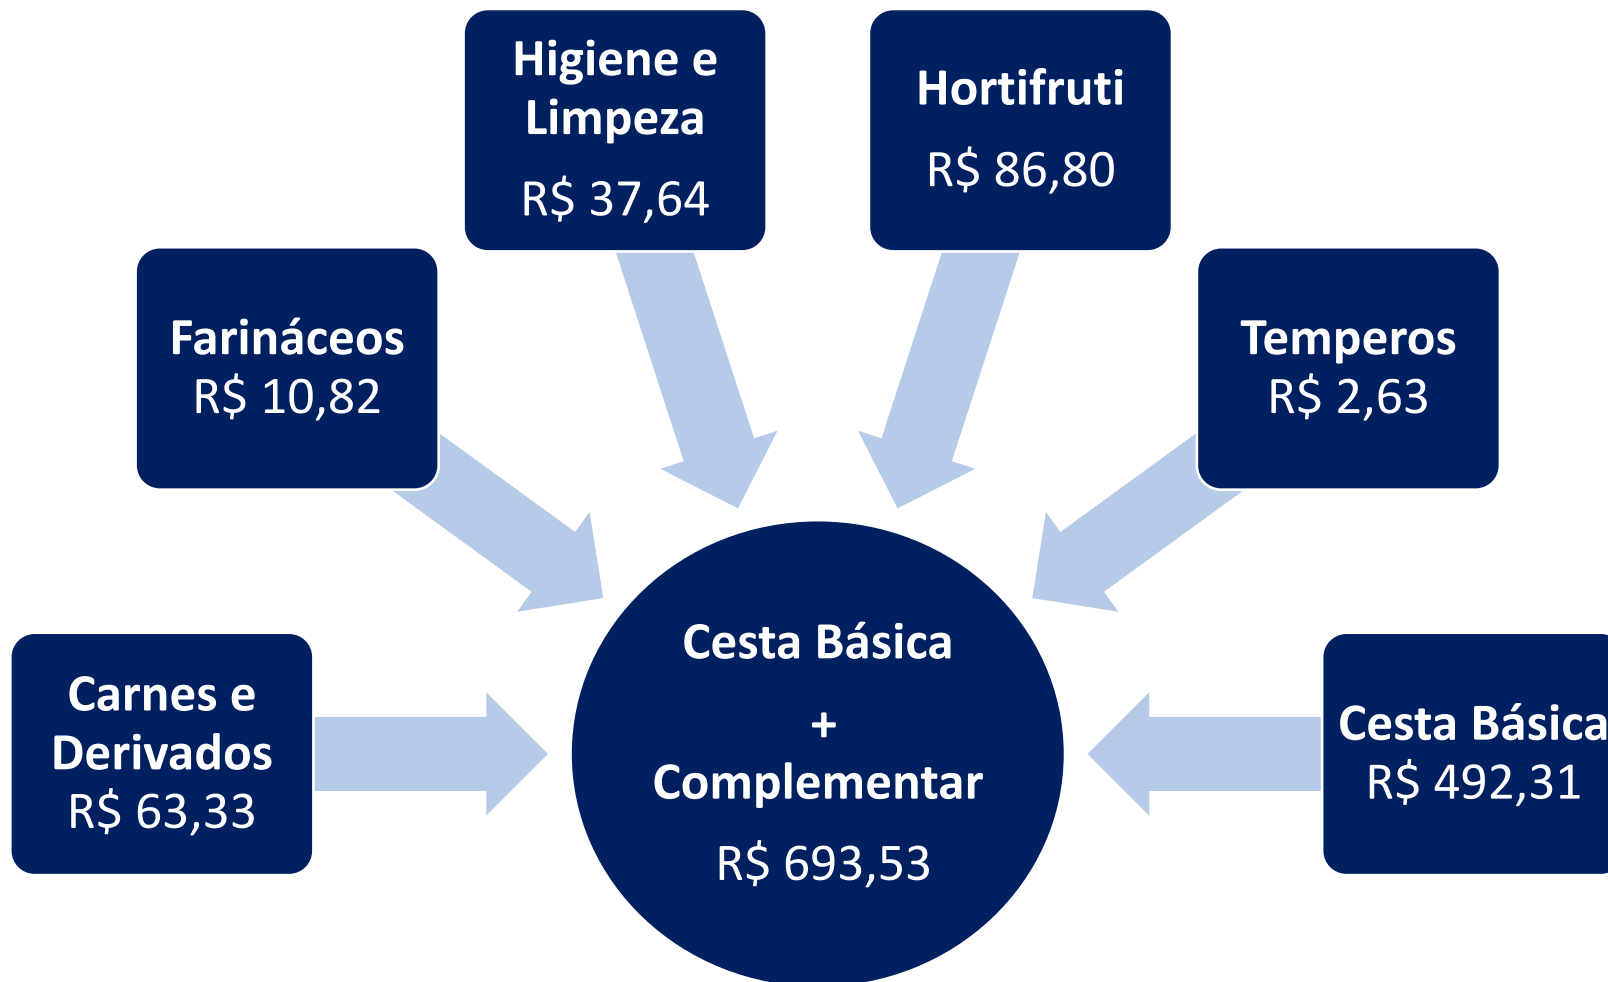 Higiene e
Limpeza
R$ 37,64
Hortifruti
R$ 86,80
Farináceos
R$ 10,82
Temperos
R$ 2,63
Carnes e
Derivados
R$ 63,33
Cesta Básica
+
Complementar
R$ 693,53
Cesta Básica
R$ 492,31